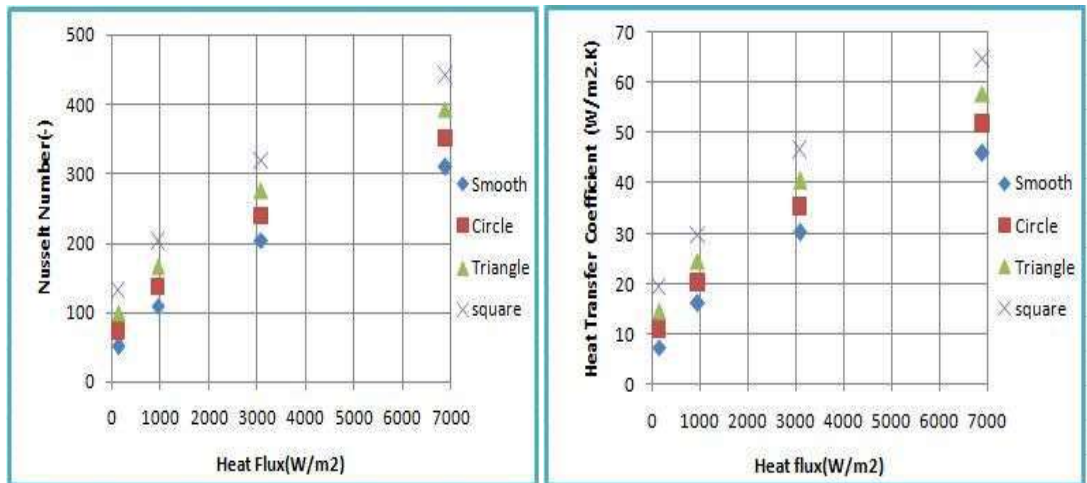 500
400
300
200
100
0
Nusselt Number(-)
0 1000 2000 3000 4000 5000 6000 7000
Heat Flux(W/m2)
Smooth
Circle
Triangle
square
70
60
50
40
30
20
10
0
Heat Transfer Coefficient (W/m2.K)
0 1000 2000 3000 4000 5000 6000 7000
Heat flux(W/m2)
Smooth
Circle
Triangle
square